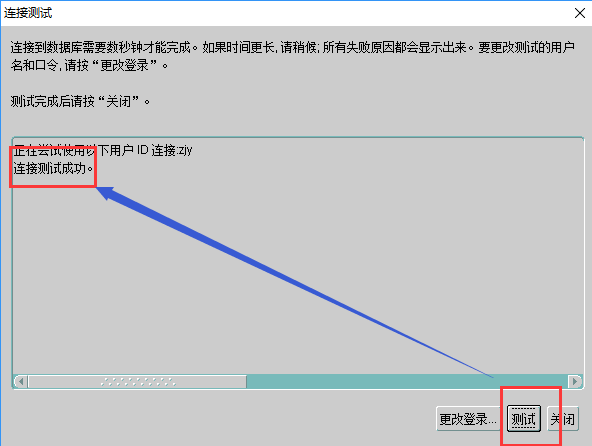 连接测试
连接到数据库需要数秒钟才能完成。如果时间更长, 请稍候; 所有失败原因都会显示出来。要更改测试的用户
名和口令, 请按“更改登录”。
测试完成后请按“关闭”。
正在尝试使用以下用户 ID 连接:zjy
连接测试成功。
更改登录... 测试 关闭